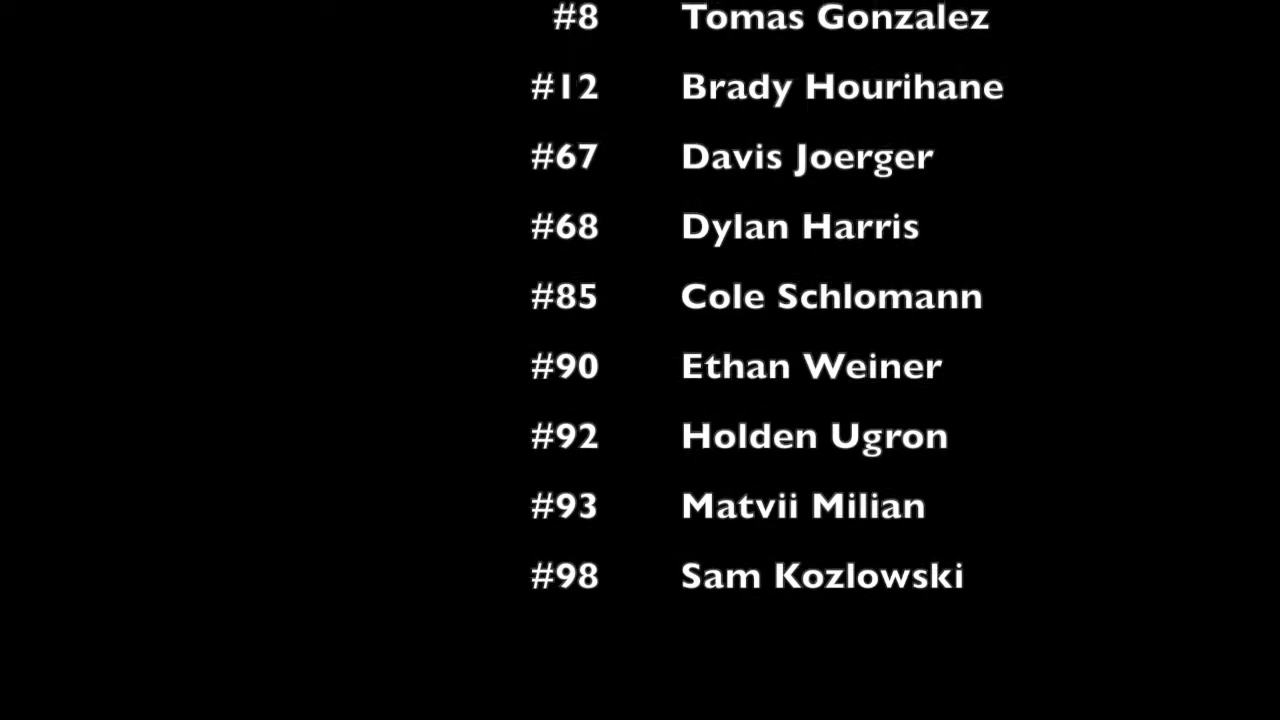 #8 Tomas Gonzalez
#12 Brady Hourihane
#67 Davis Joerger
#68 Dylan Harris
#85 Cole Schlomann
#90 Ethan Weiner
#92 Holden Ugron
#93 Matvii Milian
#98 Sam Kozlowski